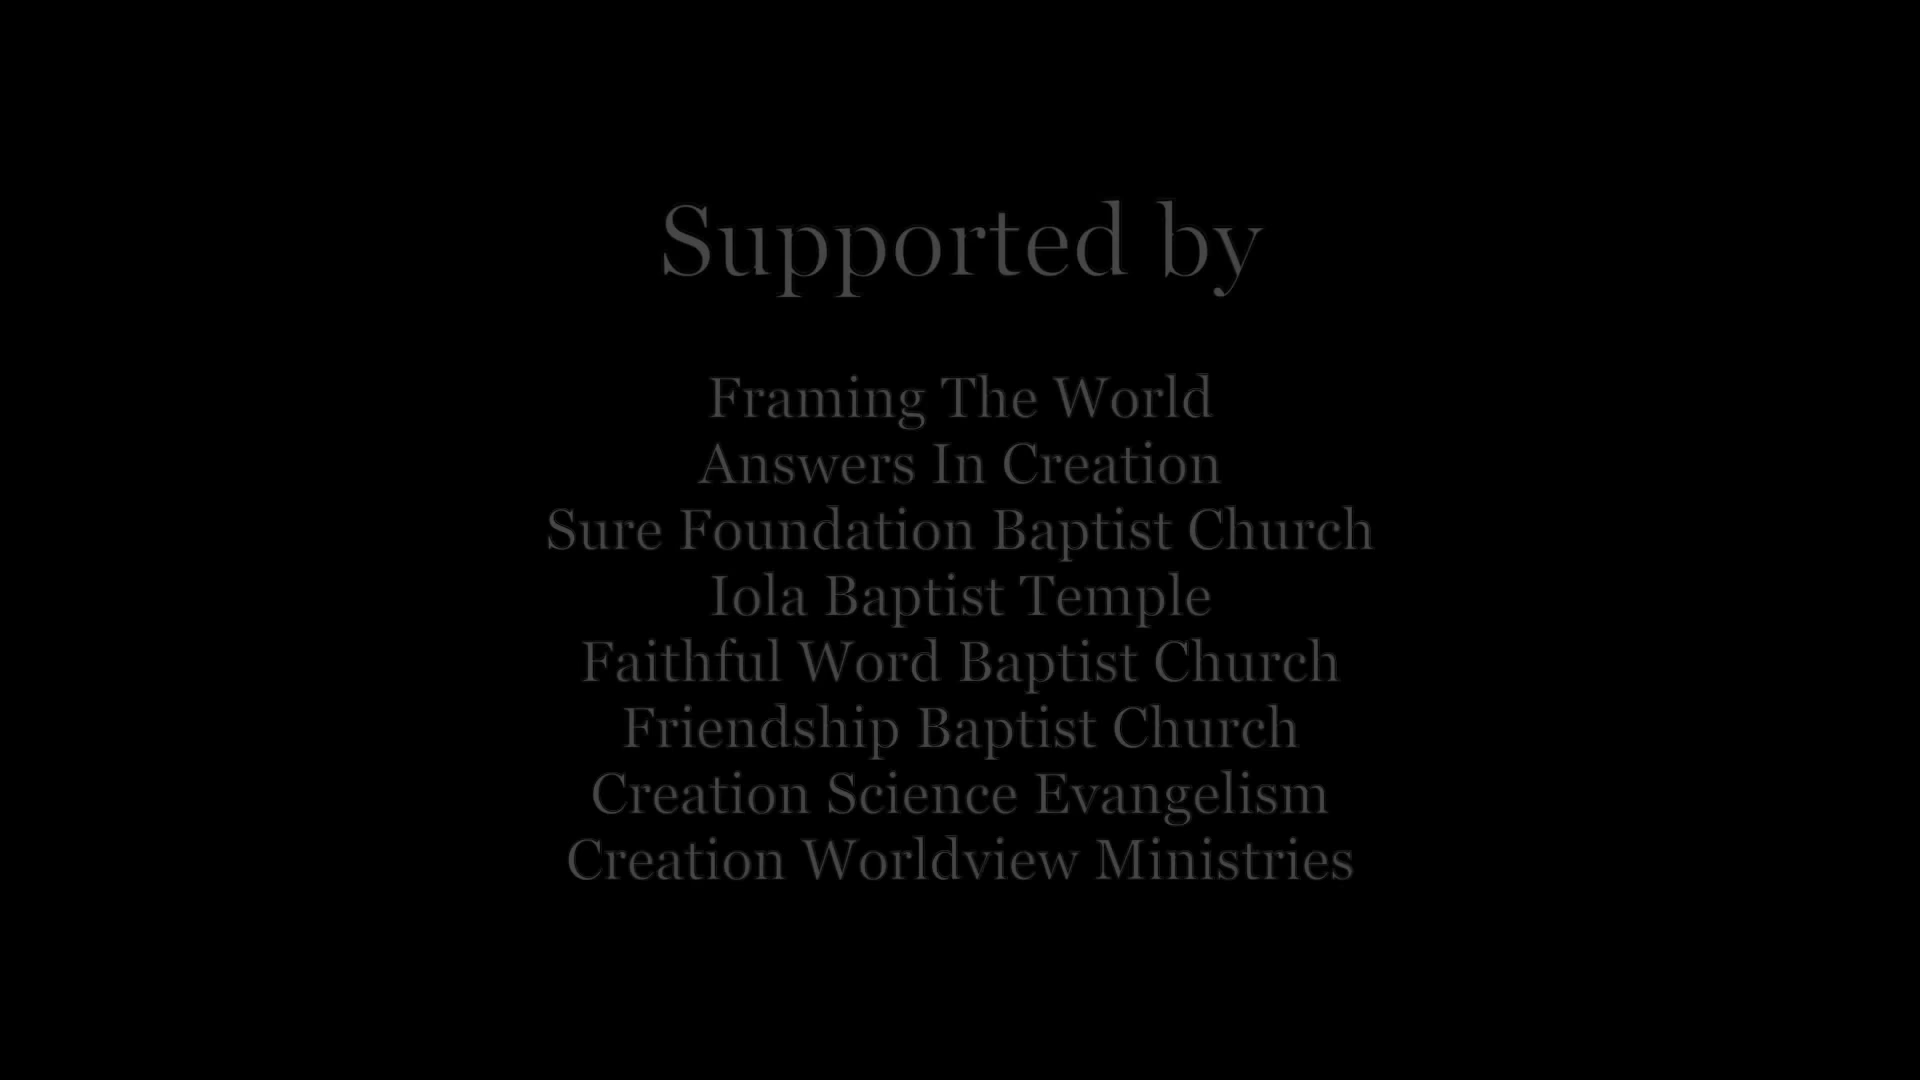 Supported by
Framing The World
Answers In Creation
Sure Foundation Baptist Church
Iola Baptist Temple
Faithful Word Baptist Church
Friendship Baptist Church
Creation Science Evangelism
Creation Worldview Ministries